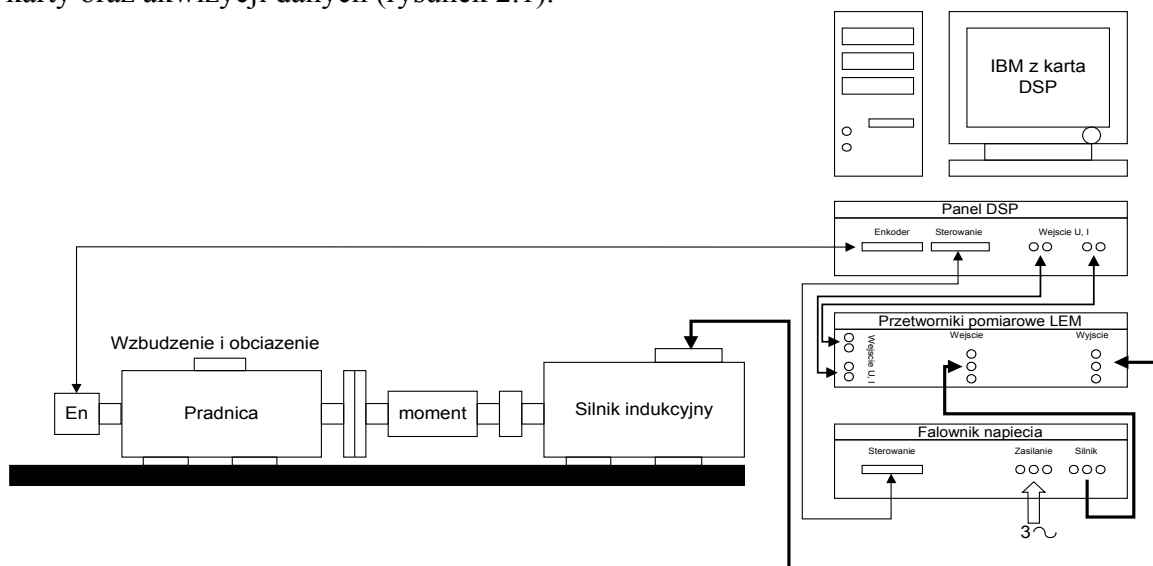 karty oraz akwizycji danych (rysunek 2.1).
IBM z karta
DSP
Panel DSP
Enkoder
Sterowanie
Wejscie U, I
Przetworniki pomiarowe LEM
Wejscie U, I
Wejscie
Wyjscie
Wzbudzenie i obciazenie
En
Pradnica
moment
Silnik indukcyjny
Falownik napiecia
Sterowanie
Zasilanie
Silnik
3